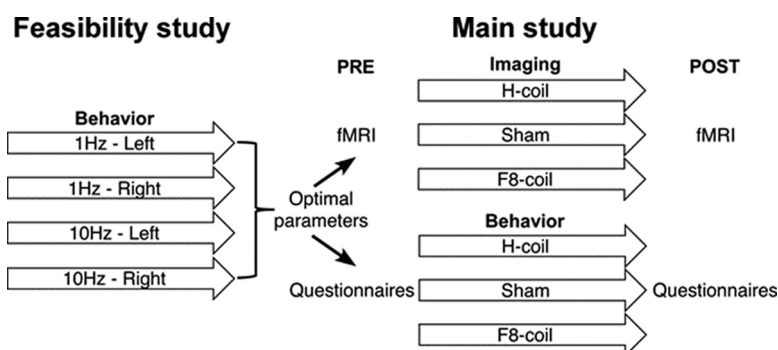 Feasibility study
Main study
Behavior
1Hz - Left
1Hz - Right
10Hz - Left
10Hz - Right
Optimal
parameters
PRE
fMRI
Questionnaires
Imaging
H-coil
Sham
F8-coil
Behavior
H-coil
Sham
F8-coil
POST
fMRI
Questionnaires